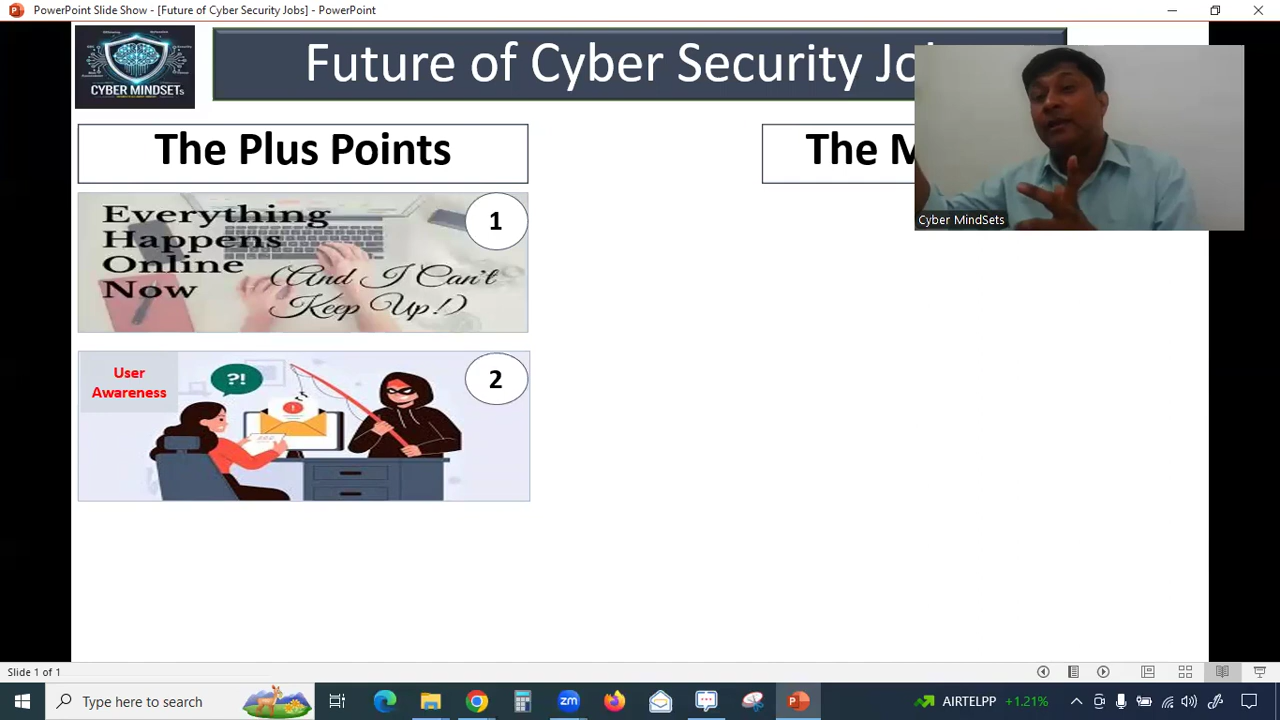 PowerPoint Slide Show - [Future of Cyber Security Jobs] - PowerPoint
CYBER MINDSETs
Future of Cyber Security Jo
The Plus Points
The M
Everything
Happens
Online
Now
(And I Can't
Keep Up!)
1
User
Awareness
?!
2
Cyber MindSets
Slide 1 of 1
Type here to search
zm
AIRTELPP +1.21%